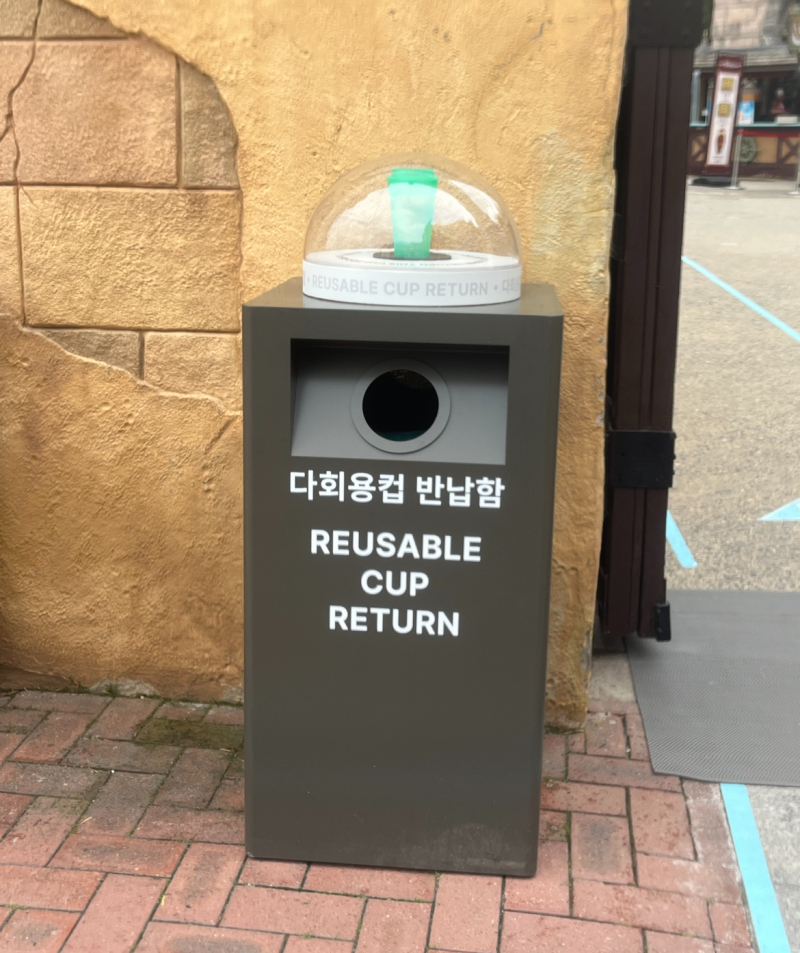 • REUSABLE CUP RETURN •
다회용컵 반납함
REUSABLE
CUP
RETURN